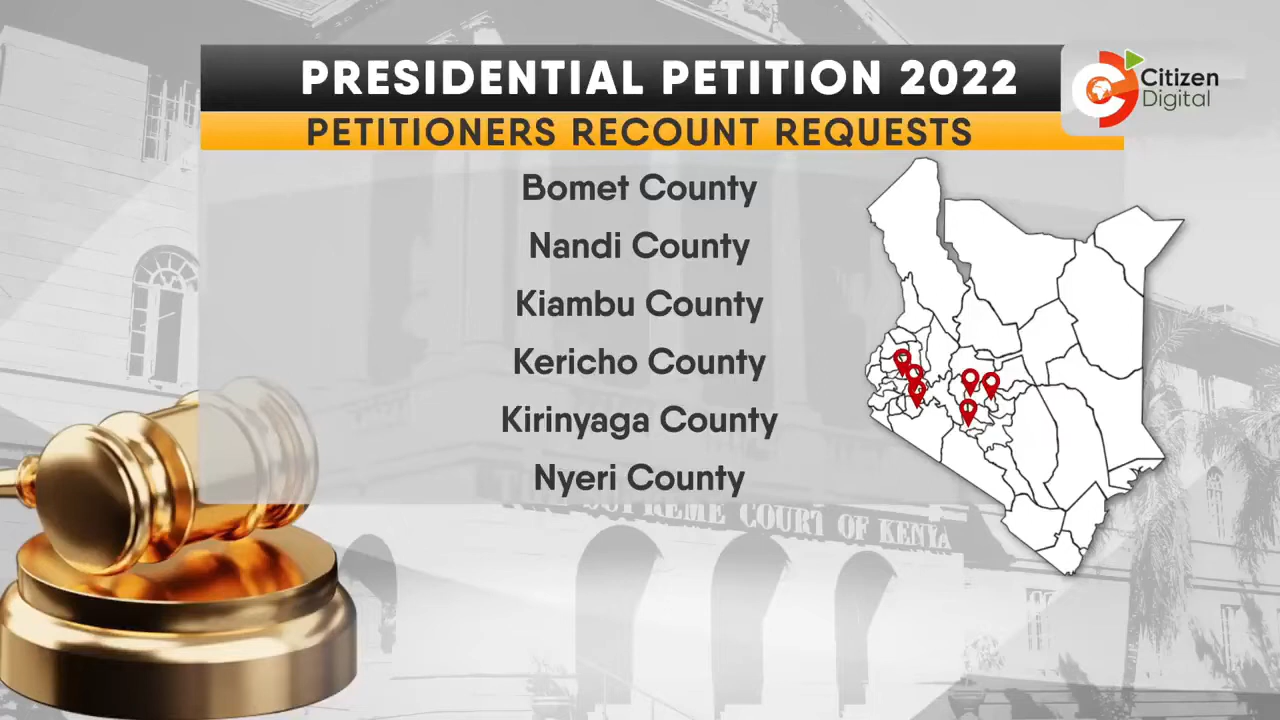 PRESIDENTIAL PETITION 2022
Citizen
Digital
PETITIONERS RECOUNT REQUESTS
Bomet County
Nandi County
Kiambu County
Kericho County
Kirinyaga County
Nyeri County
SUPREME COURT OF KENYA